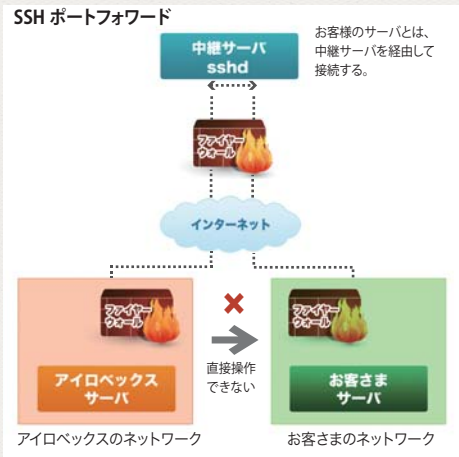 SSH ポートフォワード
中継サーバ
sshd
お客様のサーバとは、
中継サーバを経由して
接続する。
ファイヤー
ウォール
インターネット
ファイヤー
ウォール
アイロベックス
サーバ
直接操作
できない
ファイヤー
ウォール
お客さま
サーバ
アイロベックスのネットワーク
お客さまのネットワーク